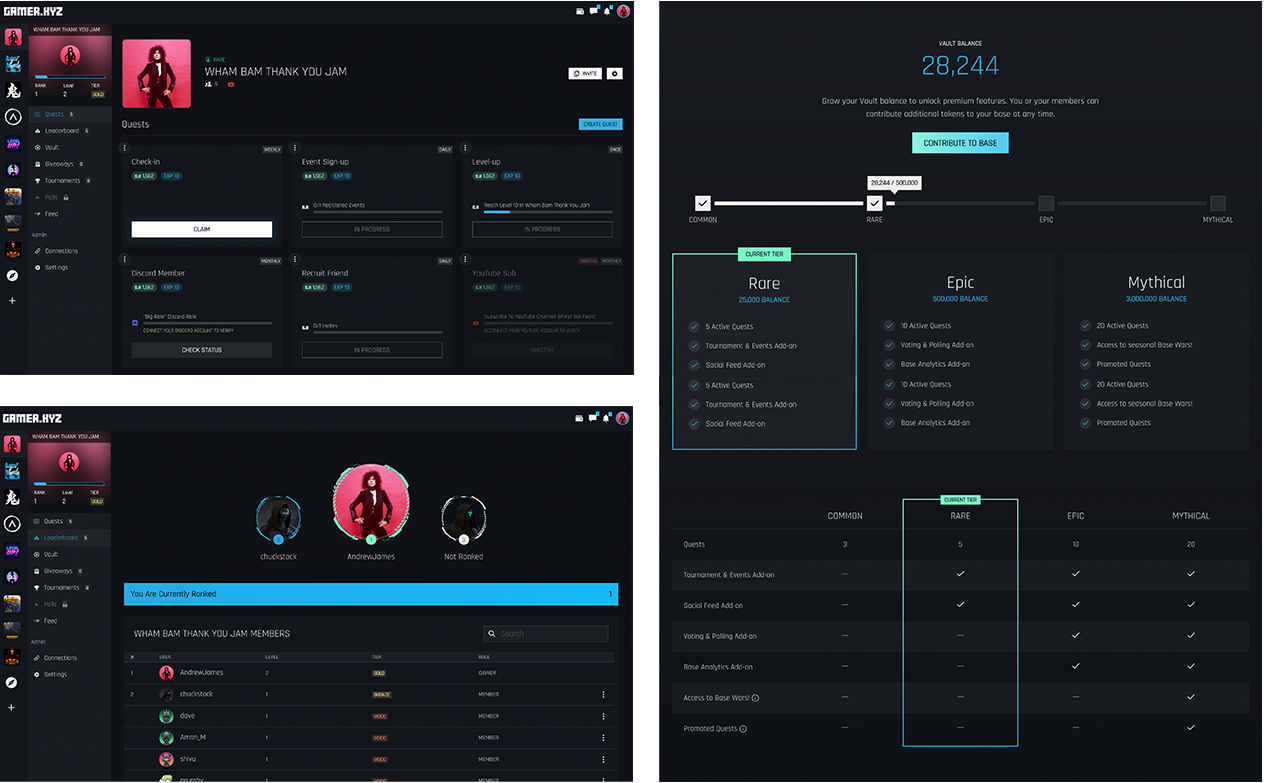 GAMER.XYZ
WHAM BAM THANK YOU JAM
RANK Level TIER
1 2 GOLD
Quests 5
Leaderboard 6
Vault
Giveaways 0
Tournaments 0
Polls
Feed
Admin
Connections
Settings
RARE
WHAM BAM THANK YOU JAM
6
INVITE
Quests
CREATE QUEST
WEEKLY
Check-in
1,562 EXP 10
CLAIM
DAILY
Event Sign-up
1,562 EXP 10
0/1 Registered Events
IN PROGRESS
ONCE
Level-up
1,562 EXP 10
Reach Level 10 In Wham Bam Thank You Jam
IN PROGRESS
MONTHLY
Discord Member
1,562 EXP 10
"Big Role" Discord Role
CONNECT YOUR DISCORD ACCOUNT TO VERIFY
CHECK STATUS
DAILY
Recruit Friend
1,562 EXP 10
0/1 Invites
IN PROGRESS
INACTIVE MONTHLY
YouTube Sub
1,562 EXP 10
Subscribe To YouTube Channel (First We Feast)
RECONNECT YOUR YOUTUBE ACCOUNT TO VERIFY
INACTIVE
GAMER.XYZ
WHAM BAM THANK YOU JAM
RANK Level TIER
1 2 GOLD
Quests 5
Leaderboard 6
Vault
Giveaways 0
Tournaments 0
Polls
Feed
Admin
Connections
Settings
2 1 3
chuckstock AndrewJames Not Ranked
You Are Currently Ranked 1
WHAM BAM THANK YOU JAM MEMBERS
Search
# USER LEVEL TIER ROLE
1 AndrewJames 2 GOLD OWNER
2 chuckstock 1 BRONZE MEMBER
dave 1 WOOD MEMBER
Amon_M 1 WOOD MEMBER
shivu 1 WOOD MEMBER
grumby 1 WOOD MEMBER
VAULT BALANCE
28,244
Grow your Vault balance to unlock premium features. You or your members can
contribute additional tokens to your base at any time.
CONTRIBUTE TO BASE
28,244 / 500,000
COMMON RARE EPIC MYTHICAL
CURRENT TIER
Rare
25,000 BALANCE
5 Active Quests
Tournament & Events Add-on
Social Feed Add-on
5 Active Quests
Tournament & Events Add-on
Social Feed Add-on
Epic
500,000 BALANCE
10 Active Quests
Voting & Polling Add-on
Base Analytics Add-on
10 Active Quests
Voting & Polling Add-on
Base Analytics Add-on
Mythical
3,000,000 BALANCE
20 Active Quests
Access to seasonal Base Wars!
Promoted Quests
20 Active Quests
Access to seasonal Base Wars!
Promoted Quests
CURRENT TIER
COMMON RARE EPIC MYTHICAL
Quests 3 5 10 20
Tournament & Events Add-on —
Social Feed Add on —
Voting & Polling Add-on — —
Base Analytics Add-on — —
Access to Base Wars! — — —
Promoted Quests — — —